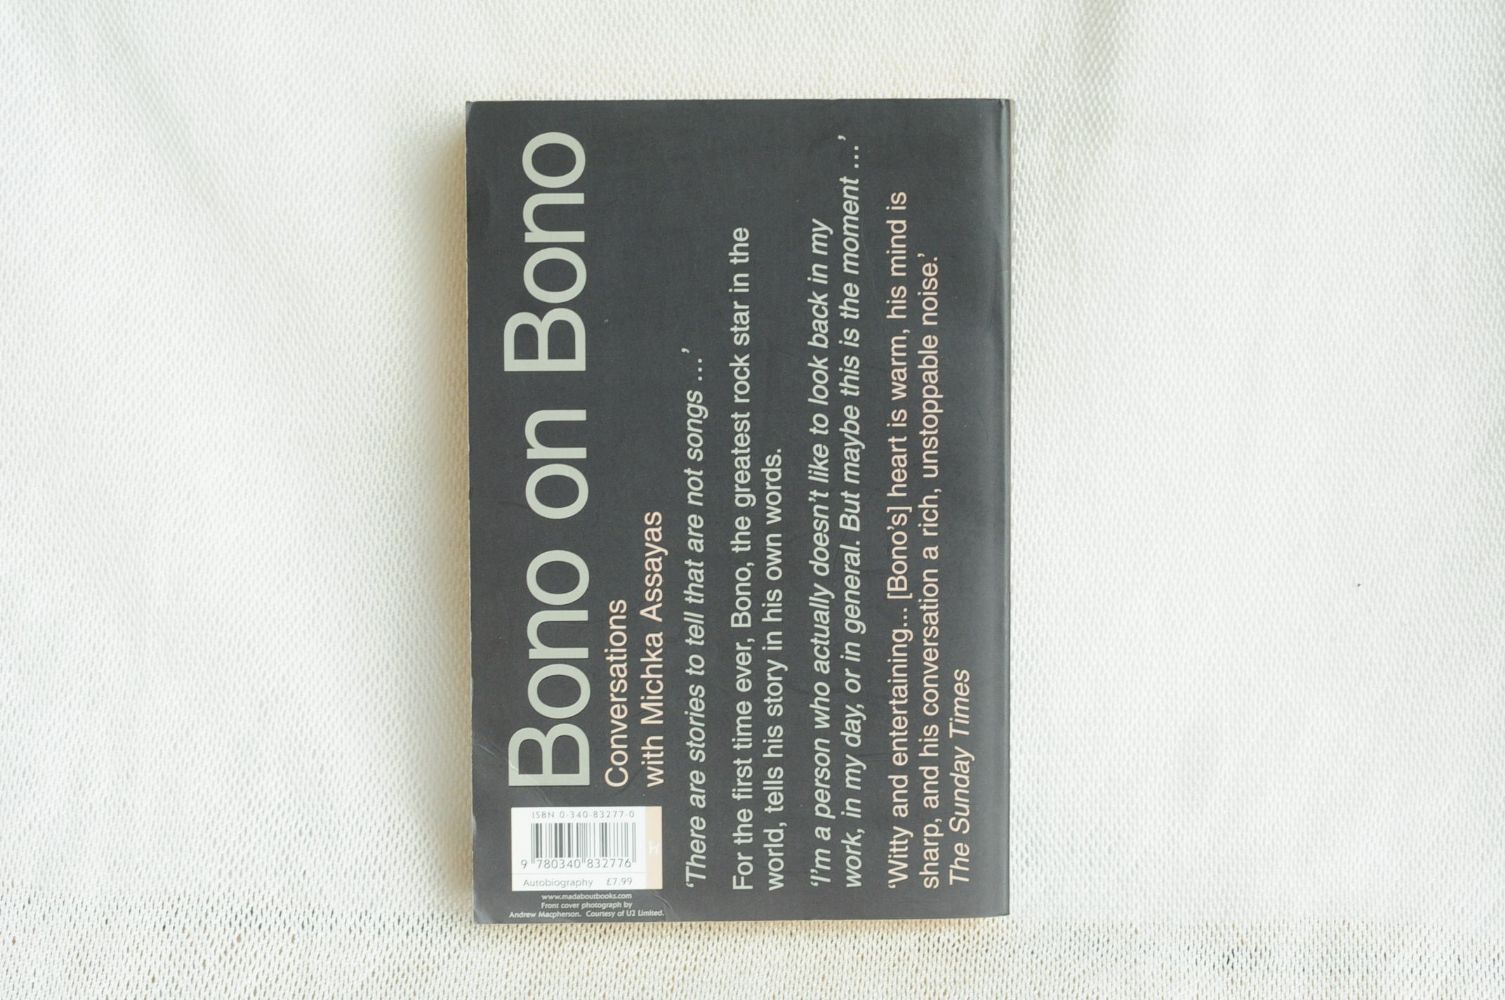 Bono on Bono
Conversations
with Michka Assayas
‘There are stories to tell that are not songs …’
For the first time ever, Bono, the greatest rock star in the
world, tells his story in his own words.
‘I’m a person who actually doesn’t like to look back in my
work, in my day, or in general. But maybe this is the moment …’
‘Witty and entertaining... [Bono’s] heart is warm, his mind is
sharp, and his conversation a rich, unstoppable noise.’
The Sunday Times
ISBN 0-340-83277-0
9 780340 832776
Autobiography £7.99
www.madaboutbooks.com
Front cover photograph by
Andrew Macpherson. Courtesy of U2 Limited.